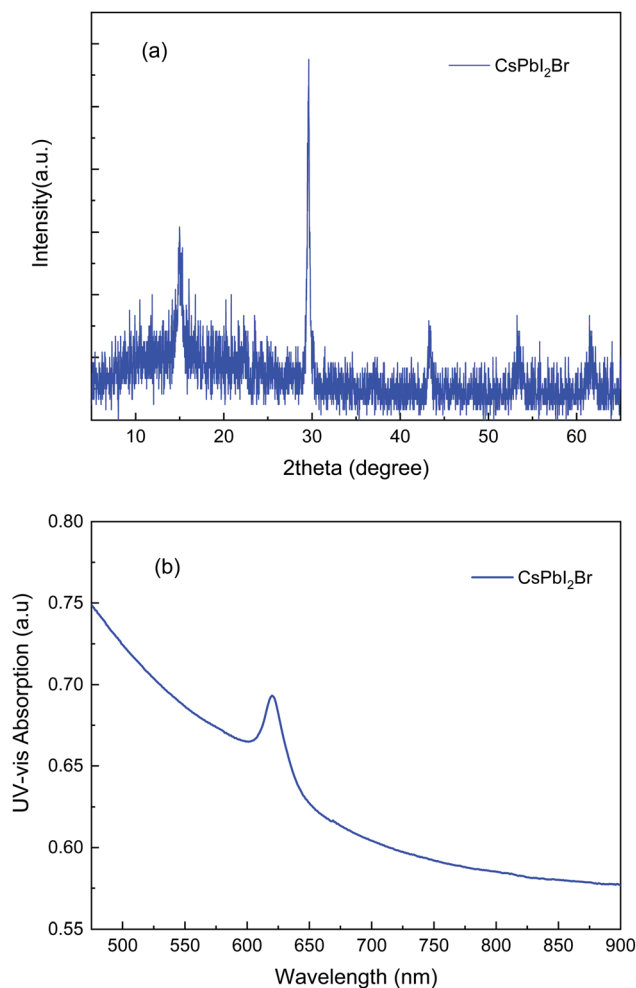 (a)
CsPbI₂Br
Intensity(a.u.)
10 20 30 40 50 60
2theta (degree)
0.80
(b)
CsPbI₂Br
0.75
0.70
0.65
0.60
0.55
UV-vis Absorption (a.u)
500 550 600 650 700 750 800 850 900
Wavelength (nm)